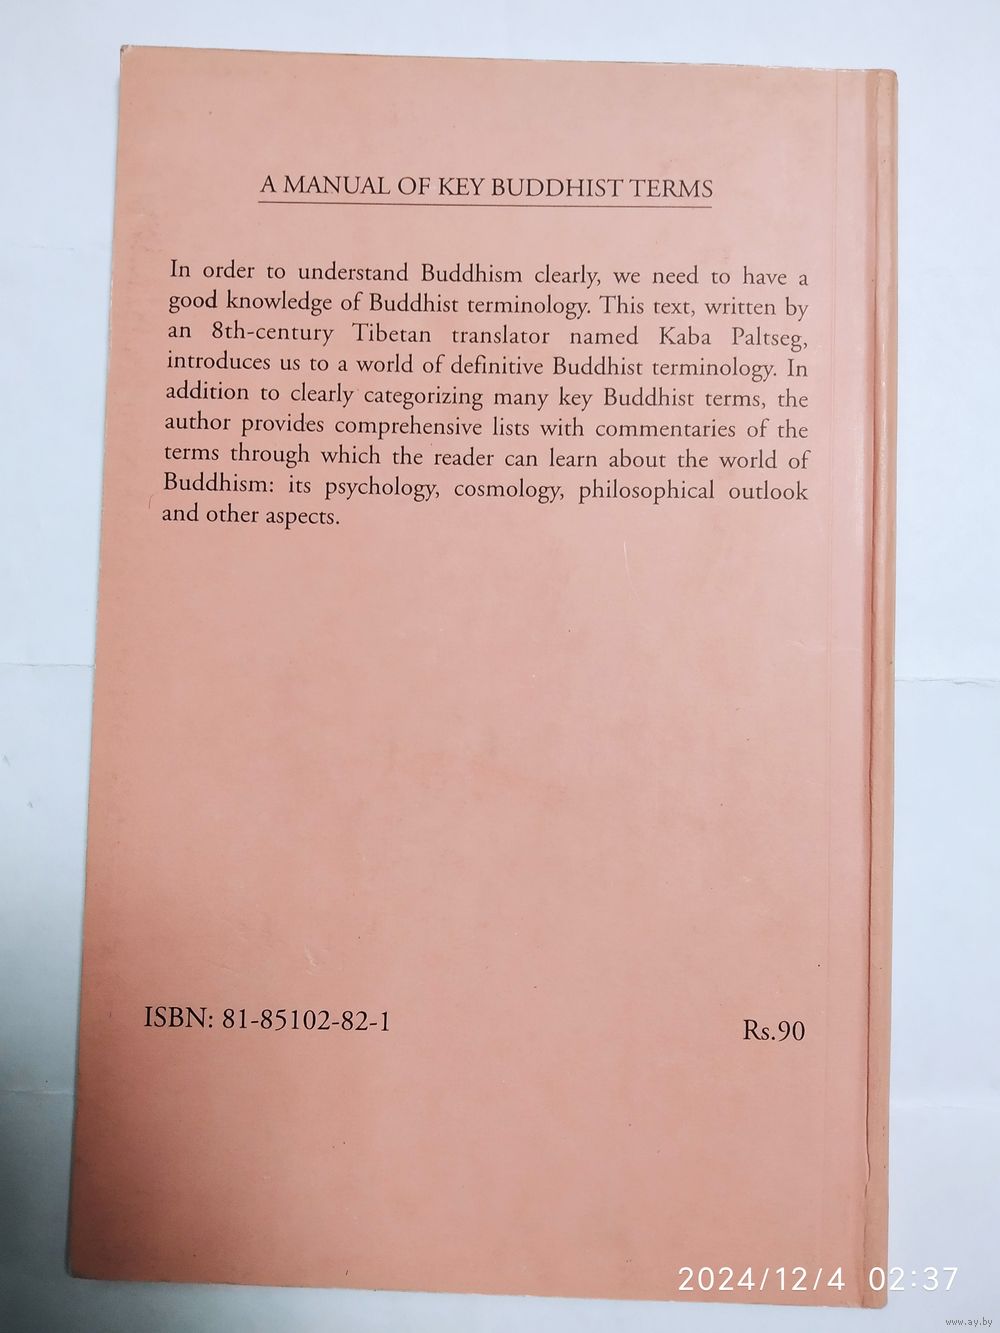 A MANUAL OF KEY BUDDHIST TERMS
In order to understand Buddhism clearly, we need to have a
good knowledge of Buddhist terminology. This text, written by
an 8th-century Tibetan translator named Kaba Paltseg,
introduces us to a world of definitive Buddhist terminology. In
addition to clearly categorizing many key Buddhist terms, the
author provides comprehensive lists with commentaries of the
terms through which the reader can learn about the world of
Buddhism: its psychology, cosmology, philosophical outlook
and other aspects.
ISBN: 81-85102-82-1
Rs.90
2024/12/4 02:37
www.ay.by